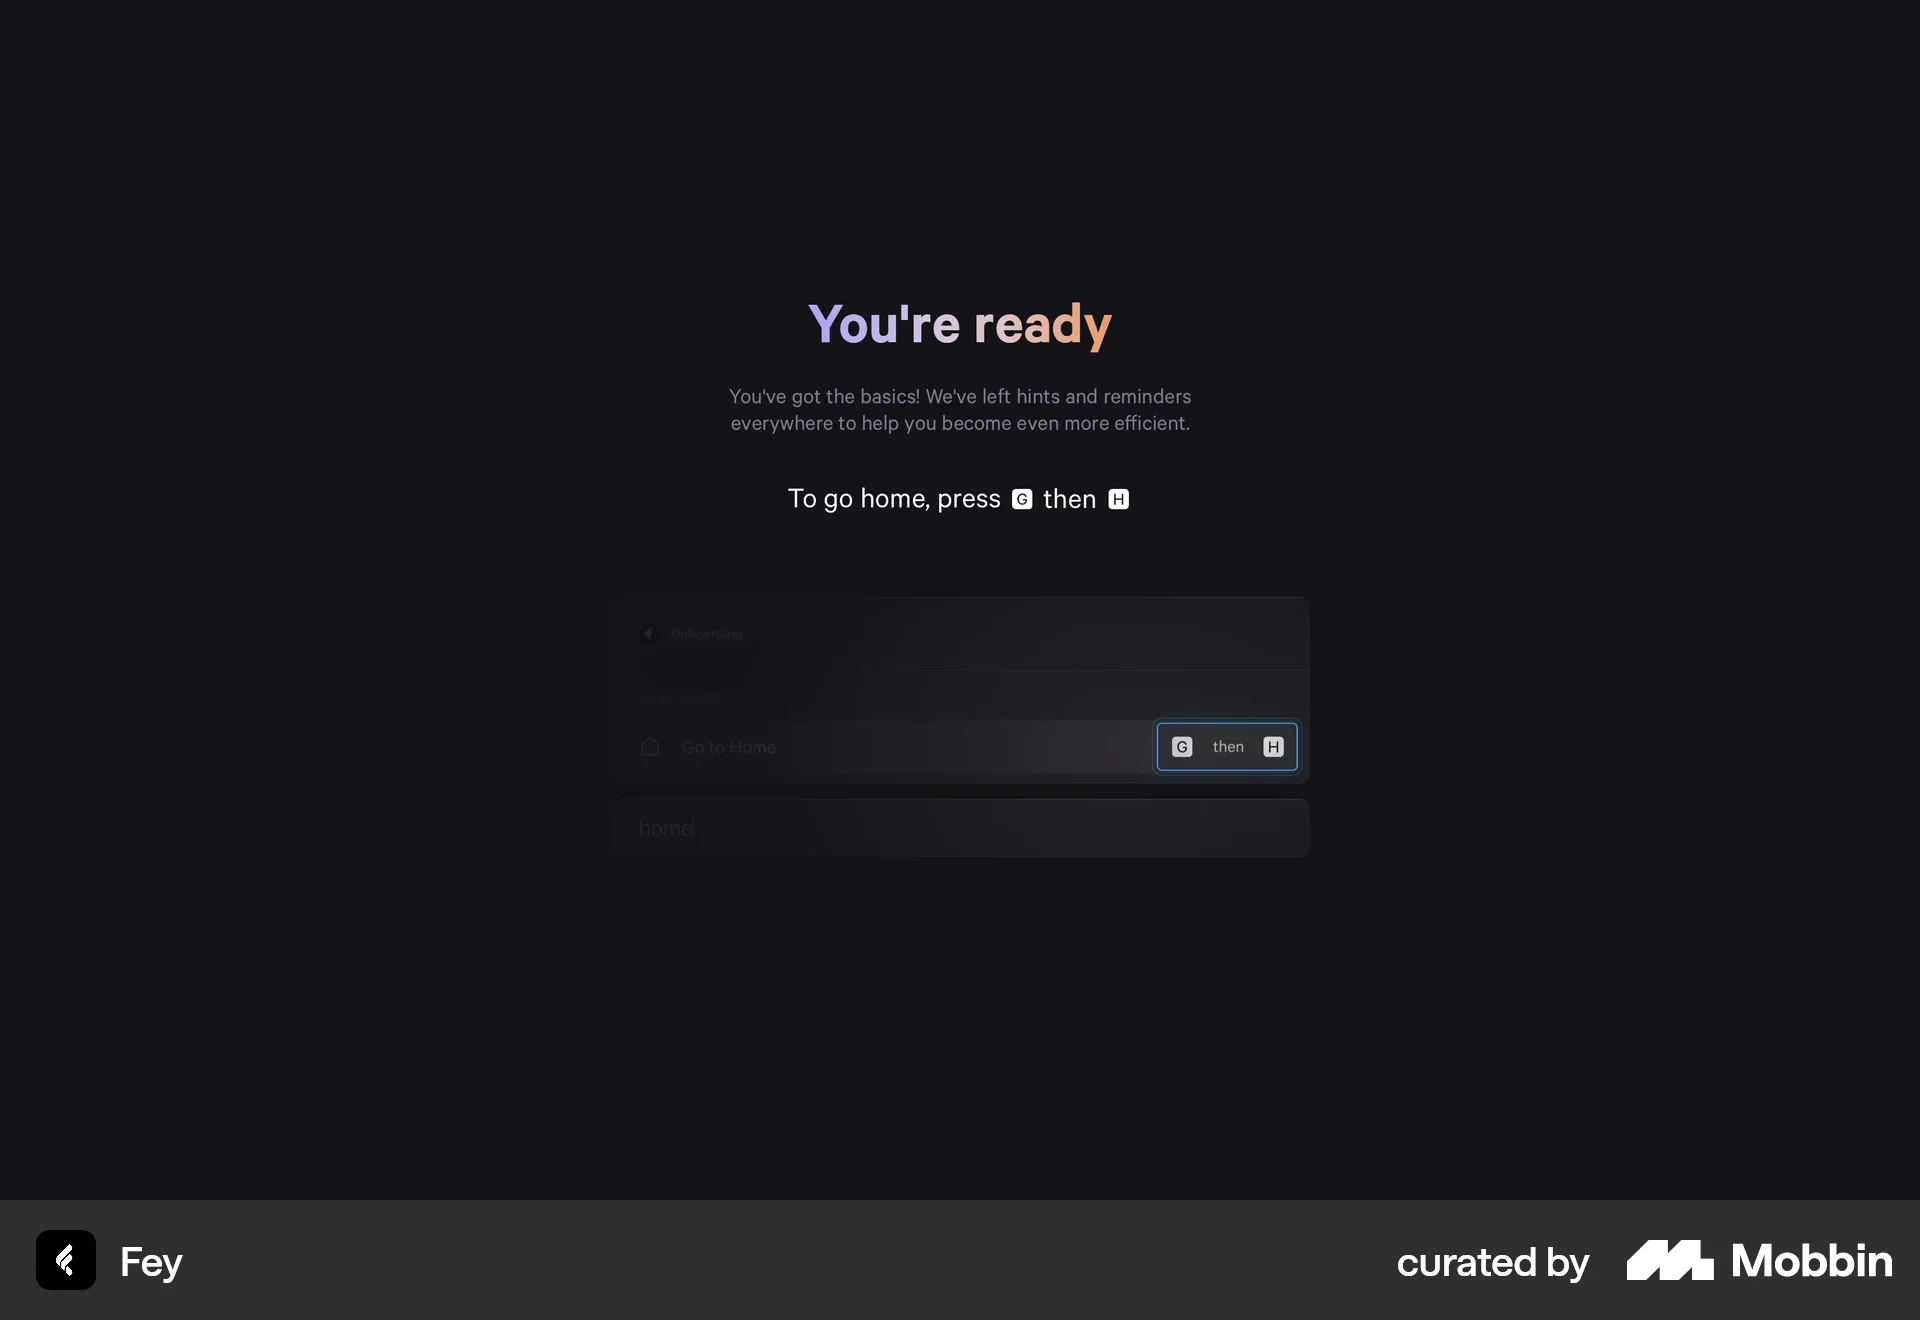 You're ready
You've got the basics! We've left hints and reminders
everywhere to help you become even more efficient.
To go home, press G then H
Onboarding
Go to Home G then H
home
Fey
curated by Mobbin